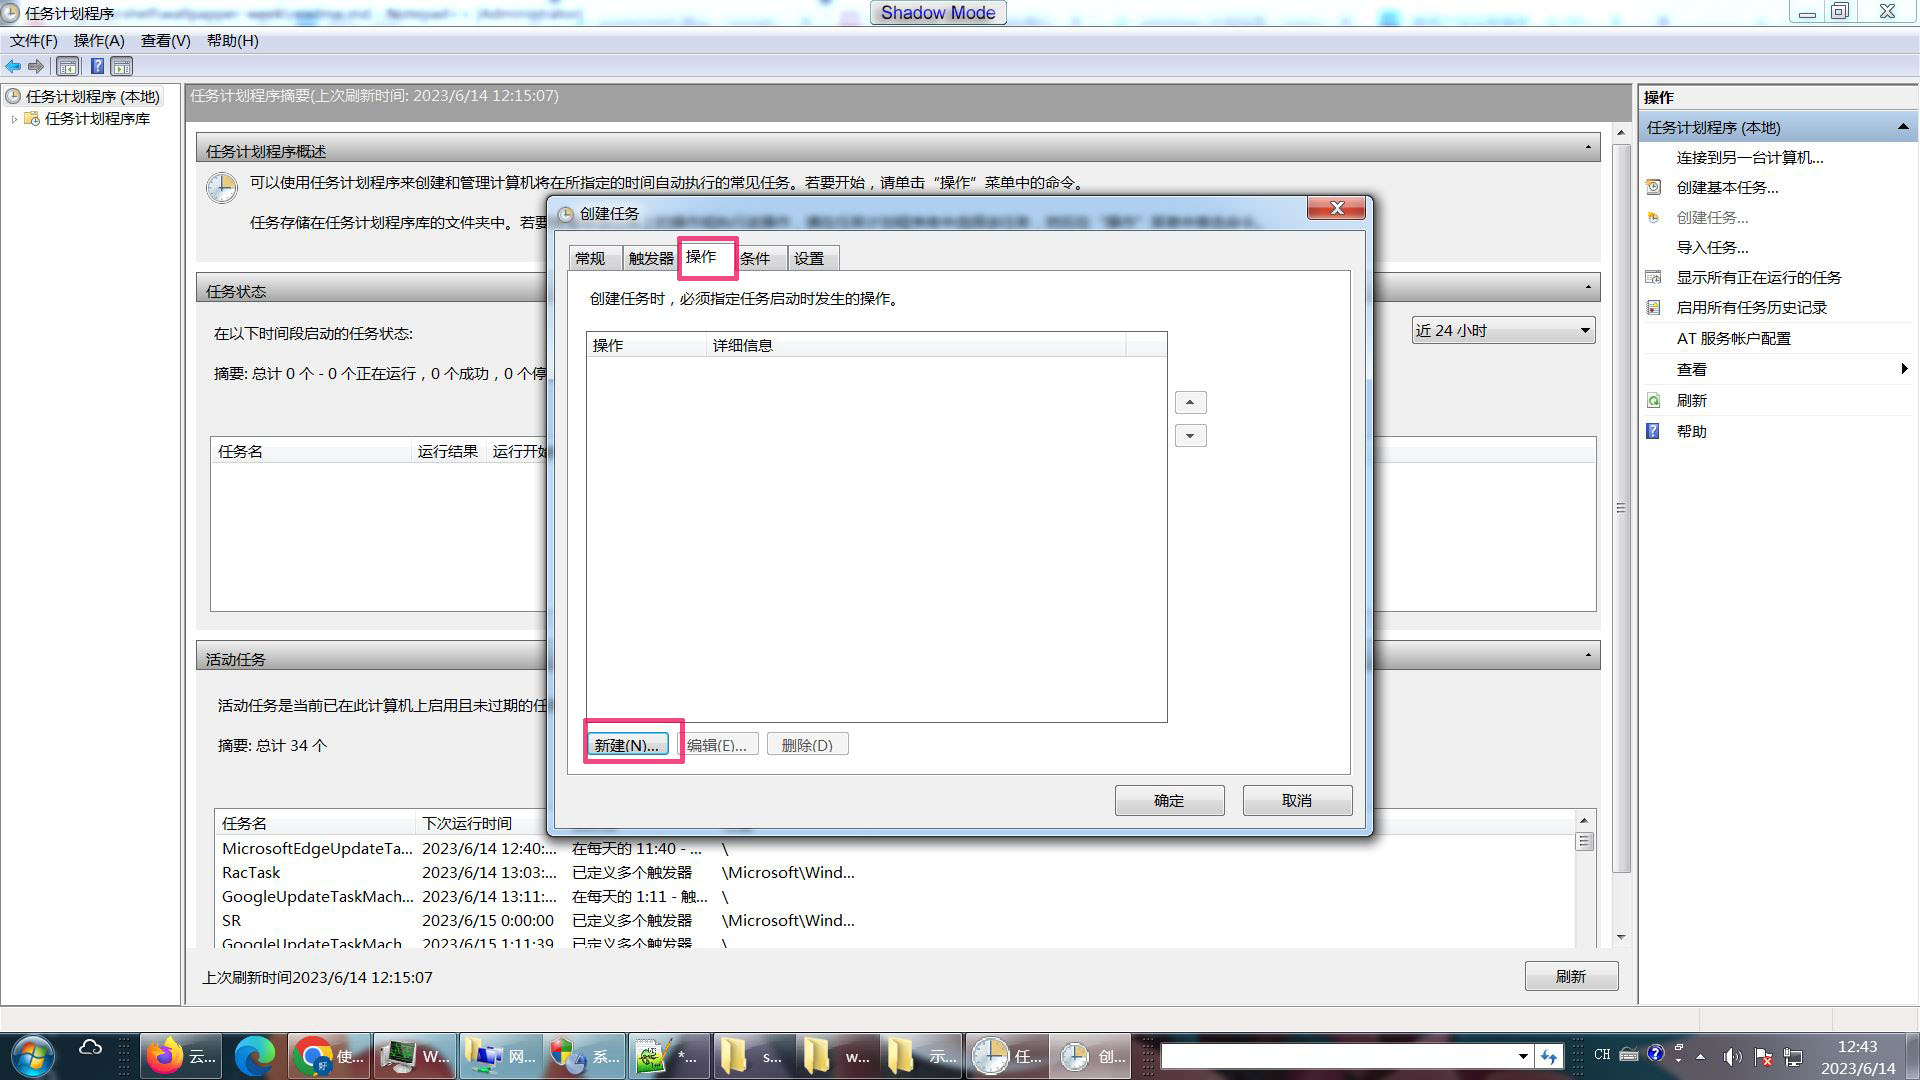 任务计划程序
Shadow Mode
文件(F) 操作(A) 查看(V) 帮助(H)
任务计划程序 (本地)
任务计划程序库
任务计划程序摘要(上次刷新时间: 2023/6/14 12:15:07)
任务计划程序概述
可以使用任务计划程序来创建和管理计算机将在所指定的时间自动执行的常见任务。若要开始，请单击“操作”菜单中的命令。
任务存储在任务计划程序库的文件夹中。若要
任务状态
在以下时间段启动的任务状态:
近 24 小时
摘要: 总计 0 个 - 0 个正在运行，0 个成功，0 个停
任务名 运行结果 运行开始
活动任务
活动任务是当前已在此计算机上启用且未过期的任
摘要: 总计 34 个
任务名 下次运行时间
MicrosoftEdgeUpdateTa... 2023/6/14 12:40:... 在每天的 11:40 - ... \
RacTask 2023/6/14 13:03:... 已定义多个触发器 \Microsoft\Wind...
GoogleUpdateTaskMach... 2023/6/14 13:11:... 在每天的 1:11 - 触... \
SR 2023/6/15 0:00:00 已定义多个触发器 \Microsoft\Wind...
GoogleUpdateTaskMach 2023/6/15 1:11:39 已定义多个触发器 \
上次刷新时间2023/6/14 12:15:07
刷新
创建任务
常规 触发器 操作 条件 设置
创建任务时，必须指定任务启动时发生的操作。
操作 详细信息
新建(N)... 编辑(E)... 删除(D)
确定 取消
操作
任务计划程序 (本地)
连接到另一台计算机...
创建基本任务...
创建任务...
导入任务...
显示所有正在运行的任务
启用所有任务历史记录
AT 服务帐户配置
查看
刷新
帮助
云... 使... W... 网... 系... *... s... w... 示... 任... 创...
CH
12:43
2023/6/14